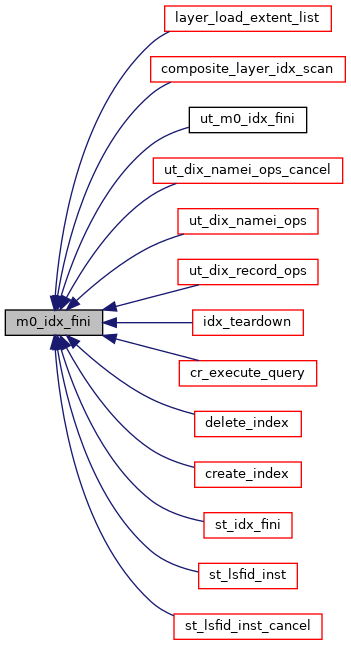 layer_load_extent_list
composite_layer_idx_scan
ut_m0_idx_fini
ut_dix_namei_ops_cancel
ut_dix_namei_ops
ut_dix_record_ops
m0_idx_fini
idx_teardown
cr_execute_query
delete_index
create_index
st_idx_fini
st_lsfid_inst
st_lsfid_inst_cancel